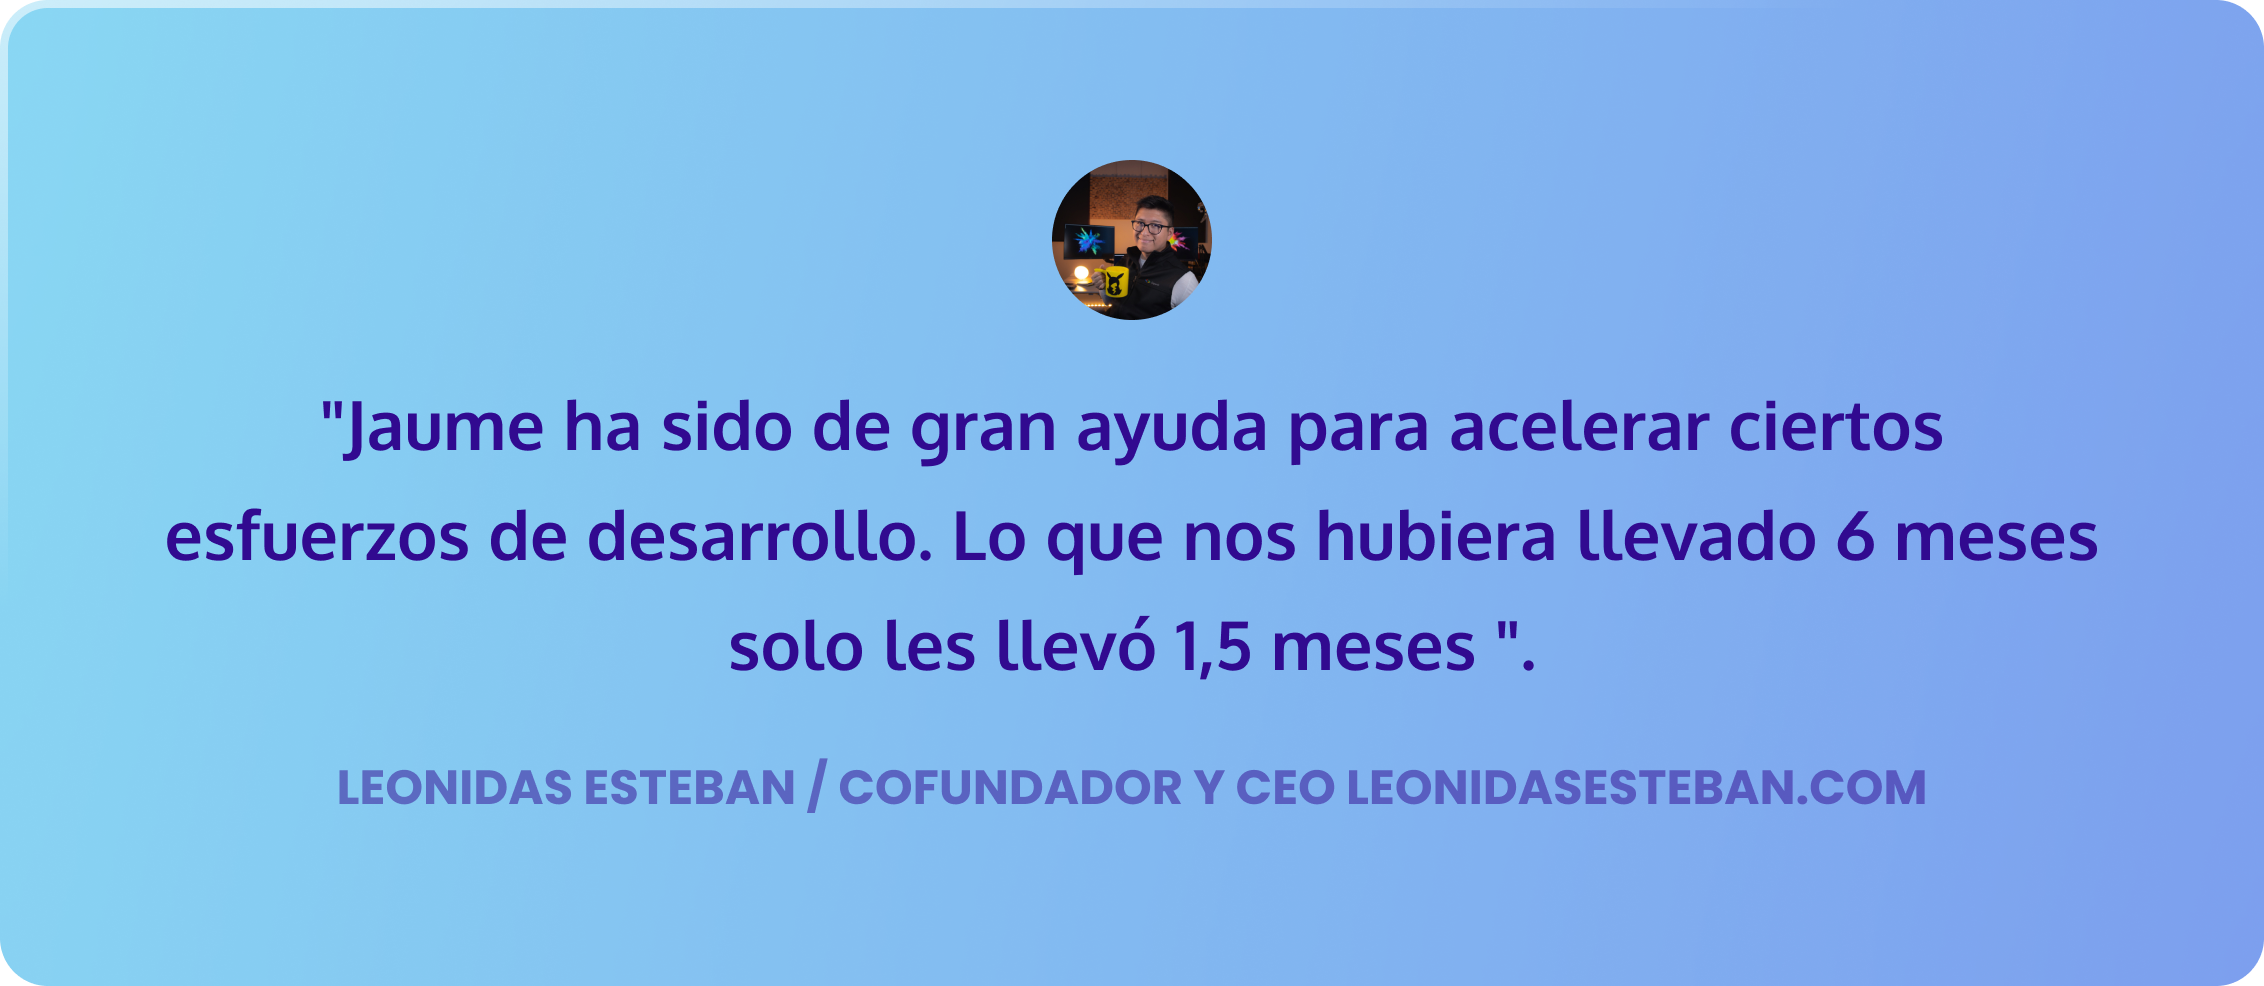 "Jaume ha sido de gran ayuda para acelerar ciertos
esfuerzos de desarrollo. Lo que nos hubiera llevado 6 meses
solo les llevó 1,5 meses ".
LEONIDAS ESTEBAN / COFUNDADOR Y CEO LEONIDASESTEBAN.COM